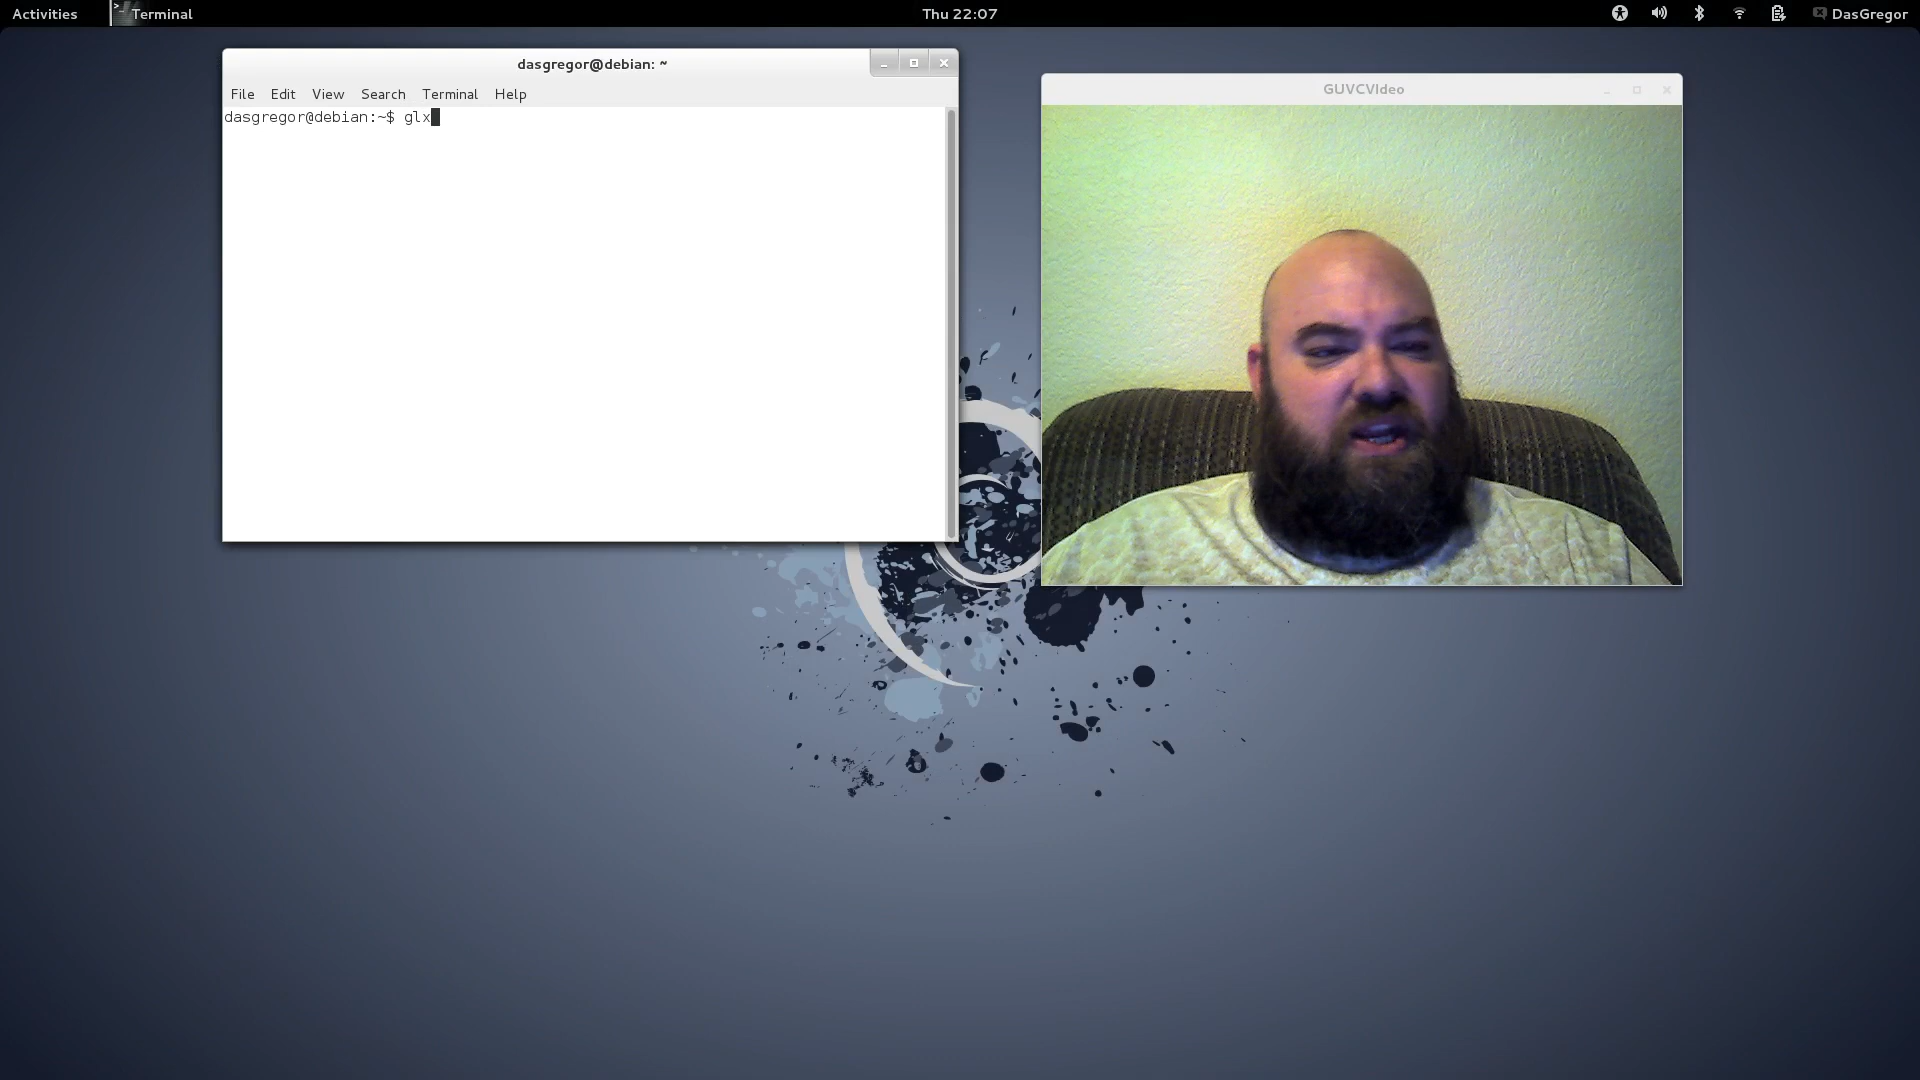 Activities
Terminal
Thu 22:07
DasGregor
dasgregor@debian: ~
File Edit View Search Terminal Help
dasgregor@debian:~$ glx
GUVCVIdeo